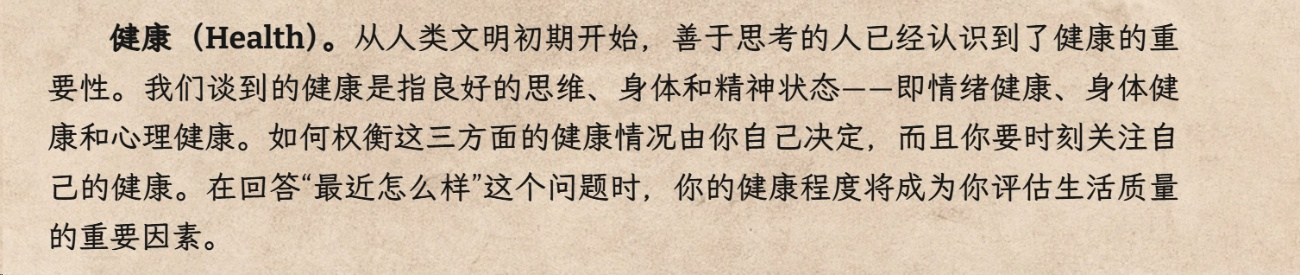 健康（Health）。从人类文明初期开始，善于思考的人已经认识到了健康的重
要性。我们谈到的健康是指良好的思维、身体和精神状态——即情绪健康、身体健
康和心理健康。如何权衡这三方面的健康情况由你自己决定，而且你要时刻关注自
己的健康。在回答“最近怎么样”这个问题时，你的健康程度将成为你评估生活质量
的重要因素。